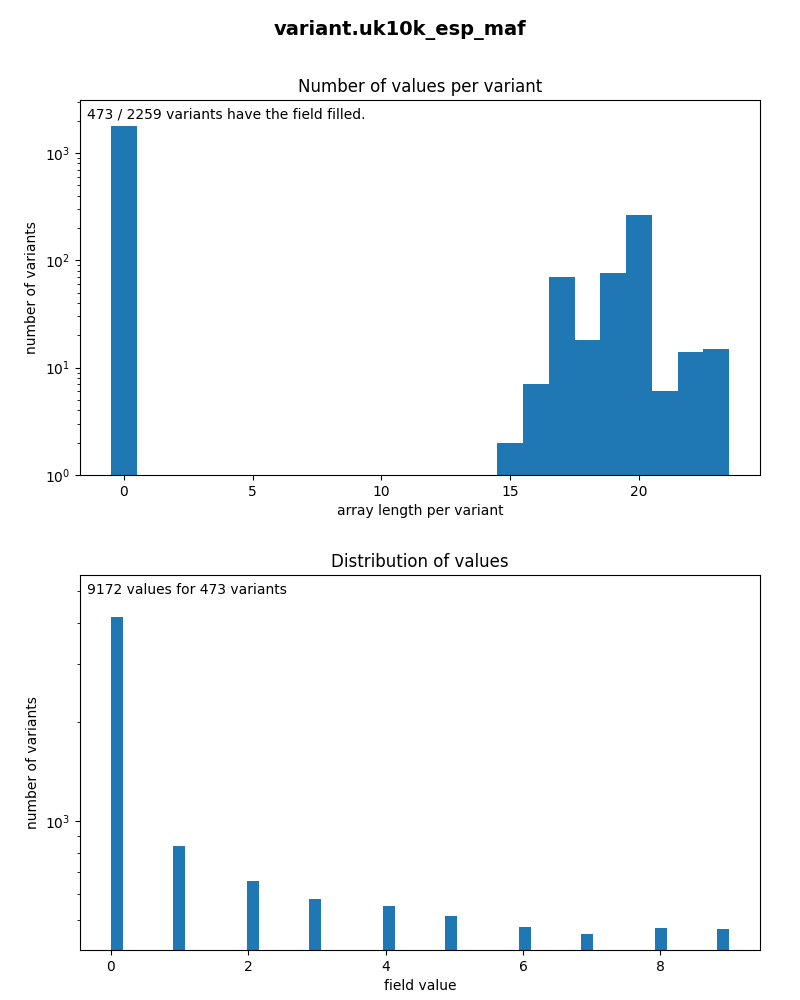 variant.uk10k_esp_maf
Number of values per variant
473 / 2259 variants have the field filled.
number of variants
10³
10²
10¹
10⁰
0 5 10 15 20
array length per variant
Distribution of values
9172 values for 473 variants
number of variants
10³
0 2 4 6 8
field value